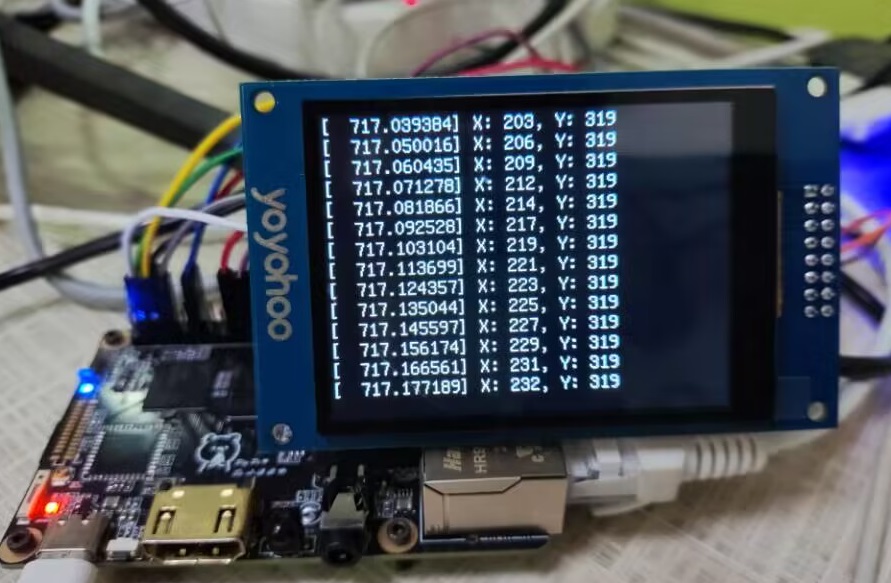 [  717.039384] X: 203, Y: 319
[  717.050016] X: 206, Y: 319
[  717.060435] X: 209, Y: 319
[  717.071278] X: 212, Y: 319
[  717.081866] X: 214, Y: 319
[  717.092528] X: 217, Y: 319
[  717.103104] X: 219, Y: 319
[  717.113699] X: 221, Y: 319
[  717.124357] X: 223, Y: 319
[  717.135044] X: 225, Y: 319
[  717.145597] X: 227, Y: 319
[  717.156174] X: 229, Y: 319
[  717.166561] X: 231, Y: 319
[  717.177189] X: 232, Y: 319
yoyohoo